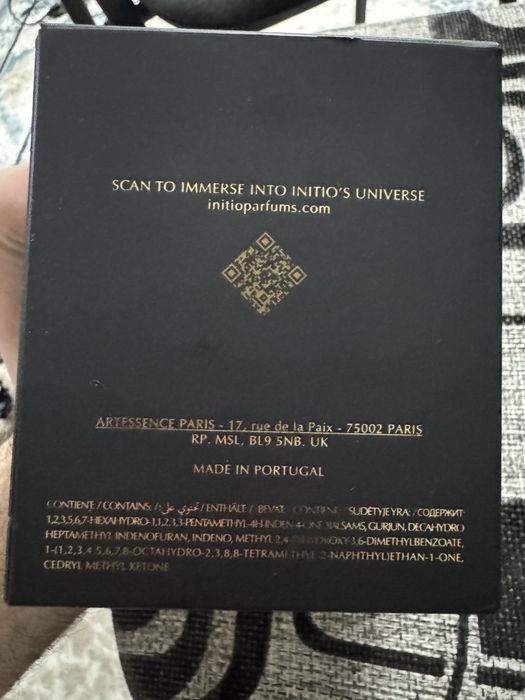 SCAN TO IMMERSE INTO INITIO'S UNIVERSE
initioparfums.com
ARTESSENCE PARIS - 17, rue de la Paix - 75002 PARIS
RP. MSL, BL9 5NB. UK
MADE IN PORTUGAL
CONTIENT / CONTAINS / تحتوي على: / ENTHÄLT / BEVAT CONTIENE SUDĖTYJE YRA: / СОДЕРЖИТ
1,2,3,5,6,7-HEXAHYDRO-1,1,2,3,3-PENTAMETHYL-4H-INDEN-4-ONE BALSAMS, GURJUN, DECAHYDRO
HEPTAMETHYL INDENOFURAN, INDENO, METHYL 2,4-DIHYDROXY-3,6-DIMETHYLBENZOATE,
1-(1,2,3,4,5,6,7,8-OCTAHYDRO-2,3,8,8-TETRAMETHYL-2-NAPHTHYL)ETHAN-1-ONE,
CEDRYL METHYL KETONE